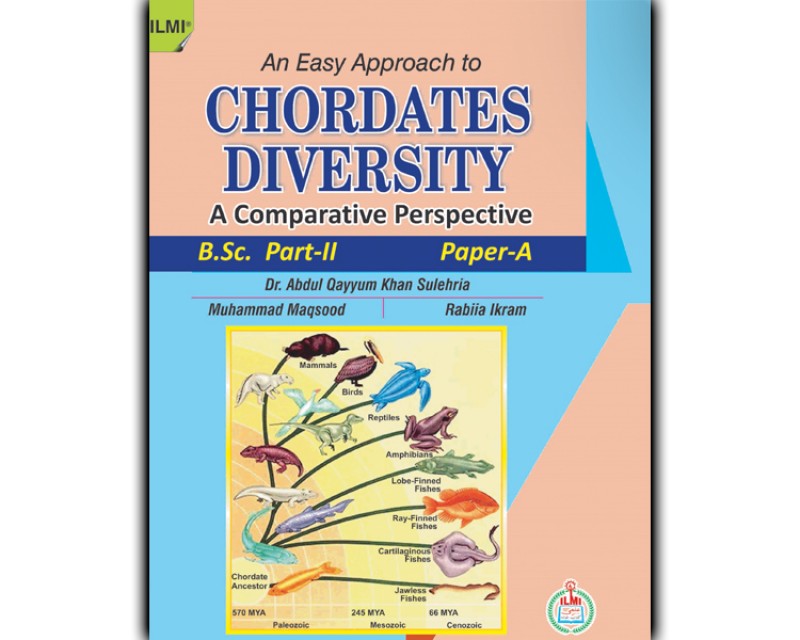 ILMI®
An Easy Approach to
CHORDATES
DIVERSITY
A Comparative Perspective
B.Sc. Part-II Paper-A
Dr. Abdul Qayyum Khan Sulehria
Muhammad Maqsood Rabiia Ikram
Mammals
Birds
Reptiles
Amphibians
Lobe-Finned
Fishes
Ray-Finned
Fishes
Cartilaginous
Fishes
Chordate
Ancestor
Jawless
Fishes
570 MYA 245 MYA 66 MYA
Paleozoic Mesozoic Cenozoic
ILMI